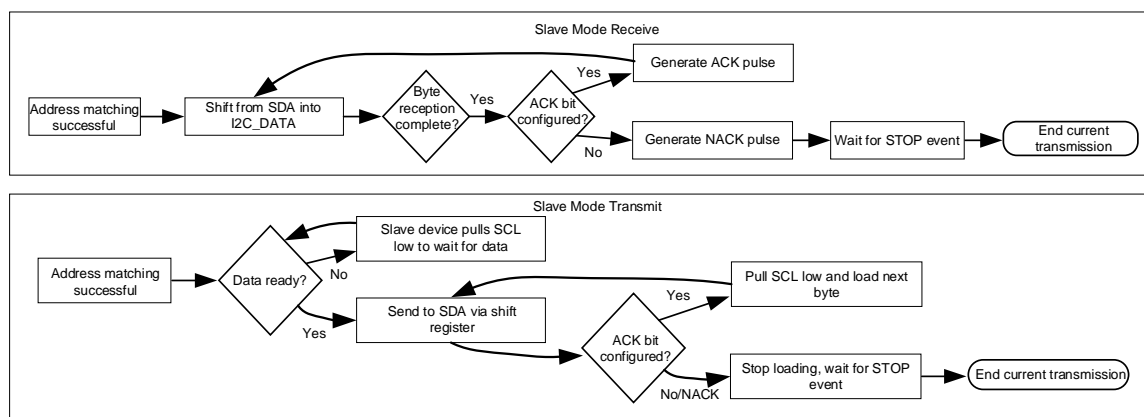 Slave Mode Receive
Generate ACK pulse
Yes
Address matching
successful
Shift from SDA into
I2C_DATA
Byte
reception
complete?
Yes
ACK bit
configured?
No
Generate NACK pulse
Wait for STOP event
End current
transmission
Slave Mode Transmit
Slave device pulls SCL
low to wait for data
Address matching
successful
Data ready?
No
Yes
Send to SDA via shift
register
Pull SCL low and load next
byte
Yes
ACK bit
configured?
No/NACK
Stop loading, wait for STOP
event
End current transmission